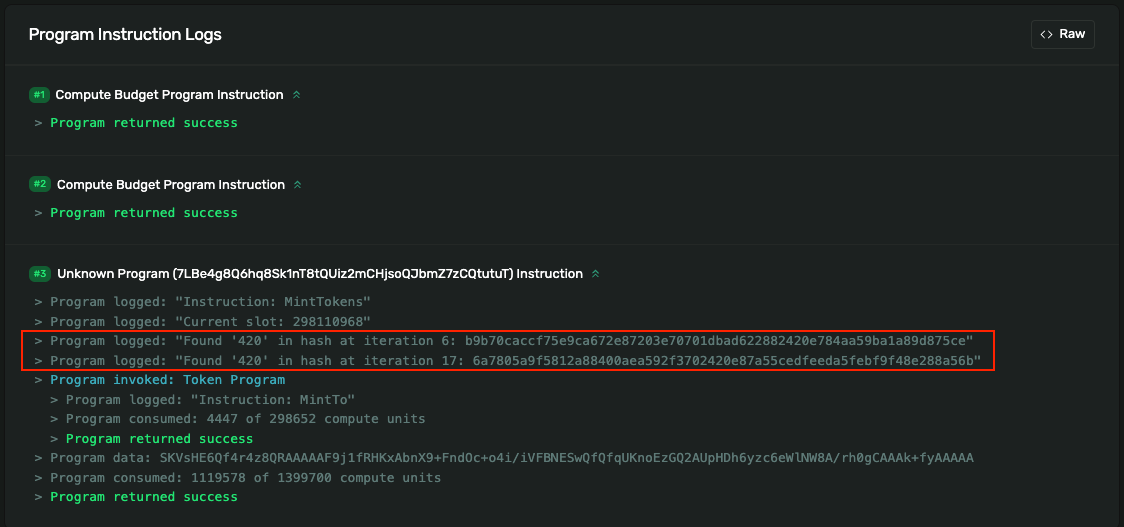 Program Instruction Logs
<> Raw
#1 Compute Budget Program Instruction
> Program returned success
#2 Compute Budget Program Instruction
> Program returned success
#3 Unknown Program (7LBe4g8Q6hq8Sk1nT8tQUiz2mCHjsoQJbmZ7zCQtutuT) Instruction
> Program logged: "Instruction: MintTokens"
> Program logged: "Current slot: 298110968"
> Program logged: "Found '420' in hash at iteration 6: b9b70caccf75e9ca672e87203e70701dbad622882420e784aa59ba1a89d875ce"
> Program logged: "Found '420' in hash at iteration 17: 6a7805a9f5812a88400aea592f3702420e87a55cedfeeda5febf9f48e288a56b"
> Program invoked: Token Program
> Program logged: "Instruction: MintTo"
> Program consumed: 4447 of 298652 compute units
> Program returned success
> Program data: SKVsHE6Qf4r4z8QRAAAAAF9j1fRHKxAbnX9+FndOc+o4i/iVFBNESwQfQfqUKnoEzGQ2AUpHDh6yzc6eWlNW8A/rh0gCAAAk+fyAAAAA
> Program consumed: 1119578 of 1399700 compute units
> Program returned success